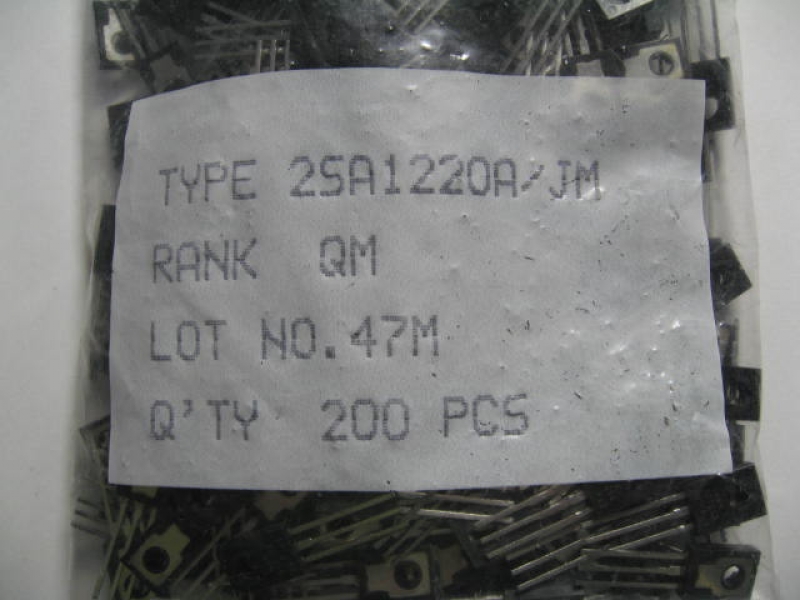 TYPE 2SA1220A/JM
RANK QM
LOT NO.47M
Q'TY 200 PCS